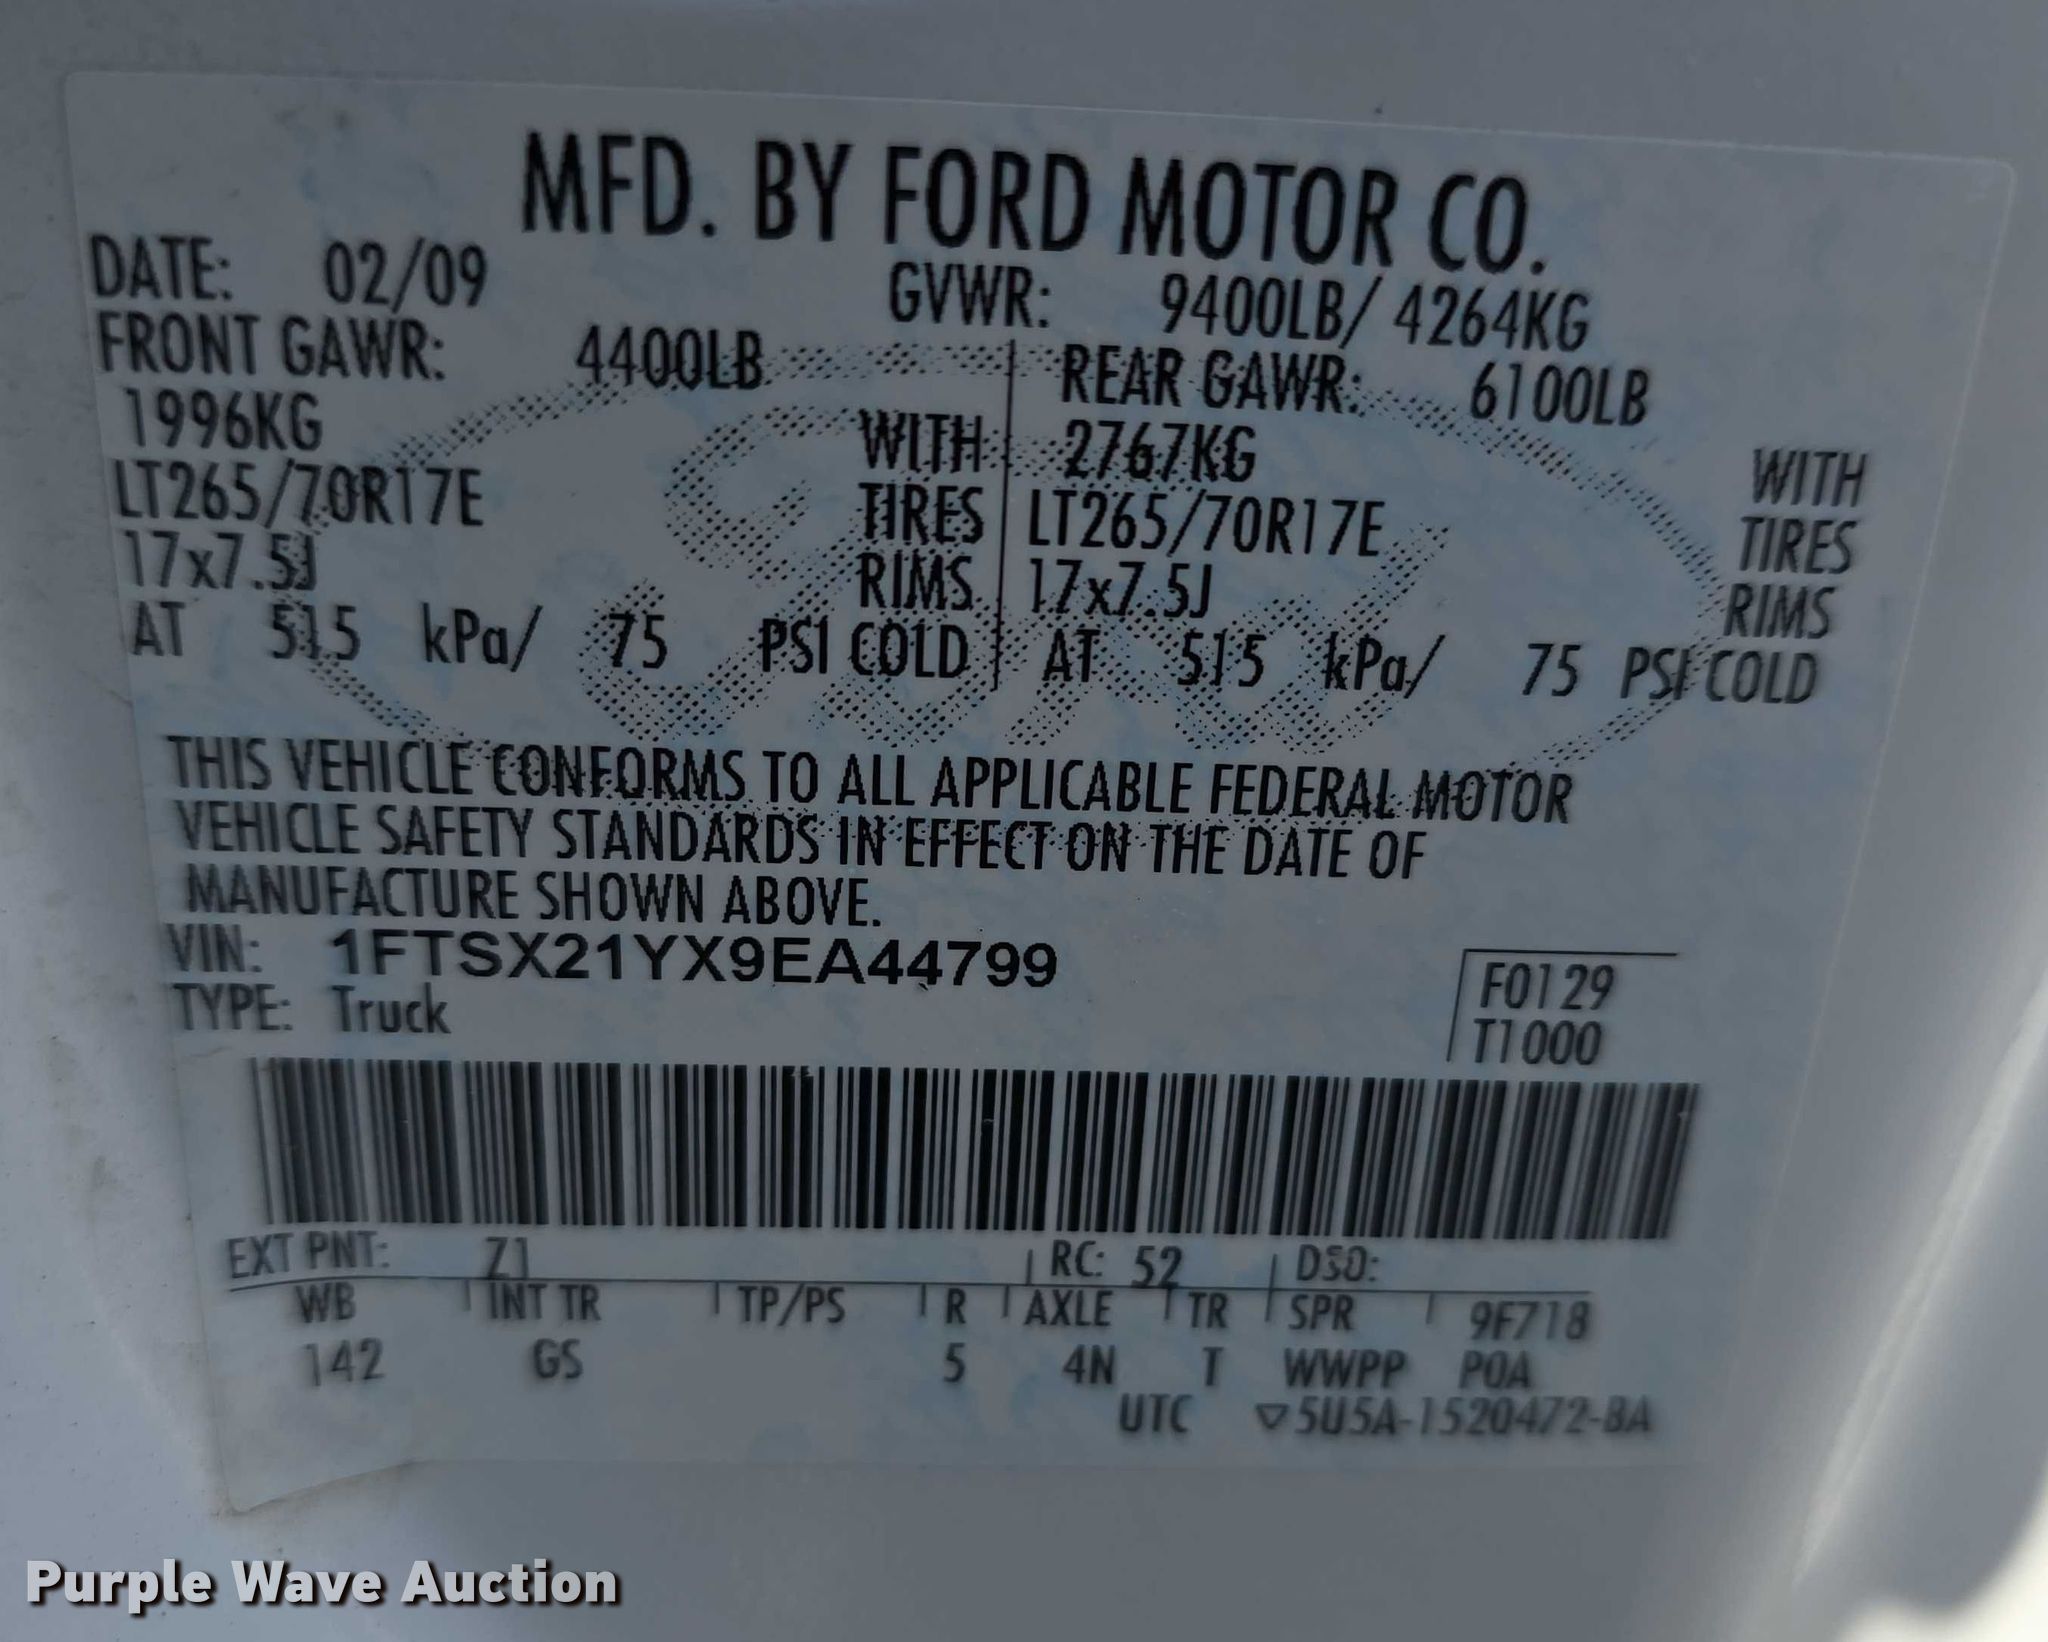 MFD. BY FORD MOTOR CO.
DATE: 02/09 GVWR: 9400LB/ 4264KG
FRONT GAWR: 4400LB REAR GAWR: 6100LB
1996KG WITH 2767KG WITH
LT265/70R17E TIRES LT265/70R17E TIRES
17x7.5J RIMS 17x7.5J RIMS
AT 515 kPa/ 75 PSI COLD AT 515 kPa/ 75 PSI COLD
THIS VEHICLE CONFORMS TO ALL APPLICABLE FEDERAL MOTOR
VEHICLE SAFETY STANDARDS IN EFFECT ON THE DATE OF
MANUFACTURE SHOWN ABOVE.
VIN: 1FTSX21YX9EA44799
F0129
TYPE: Truck
T1000
EXT PNT: Z1 RC: 52 DSO:
WB INT TR TP/PS R AXLE TR SPR 9F718
142 GS 5 4N T WWPP POA
UTC ▽5U5A-1520472-BA
Purple Wave Auction